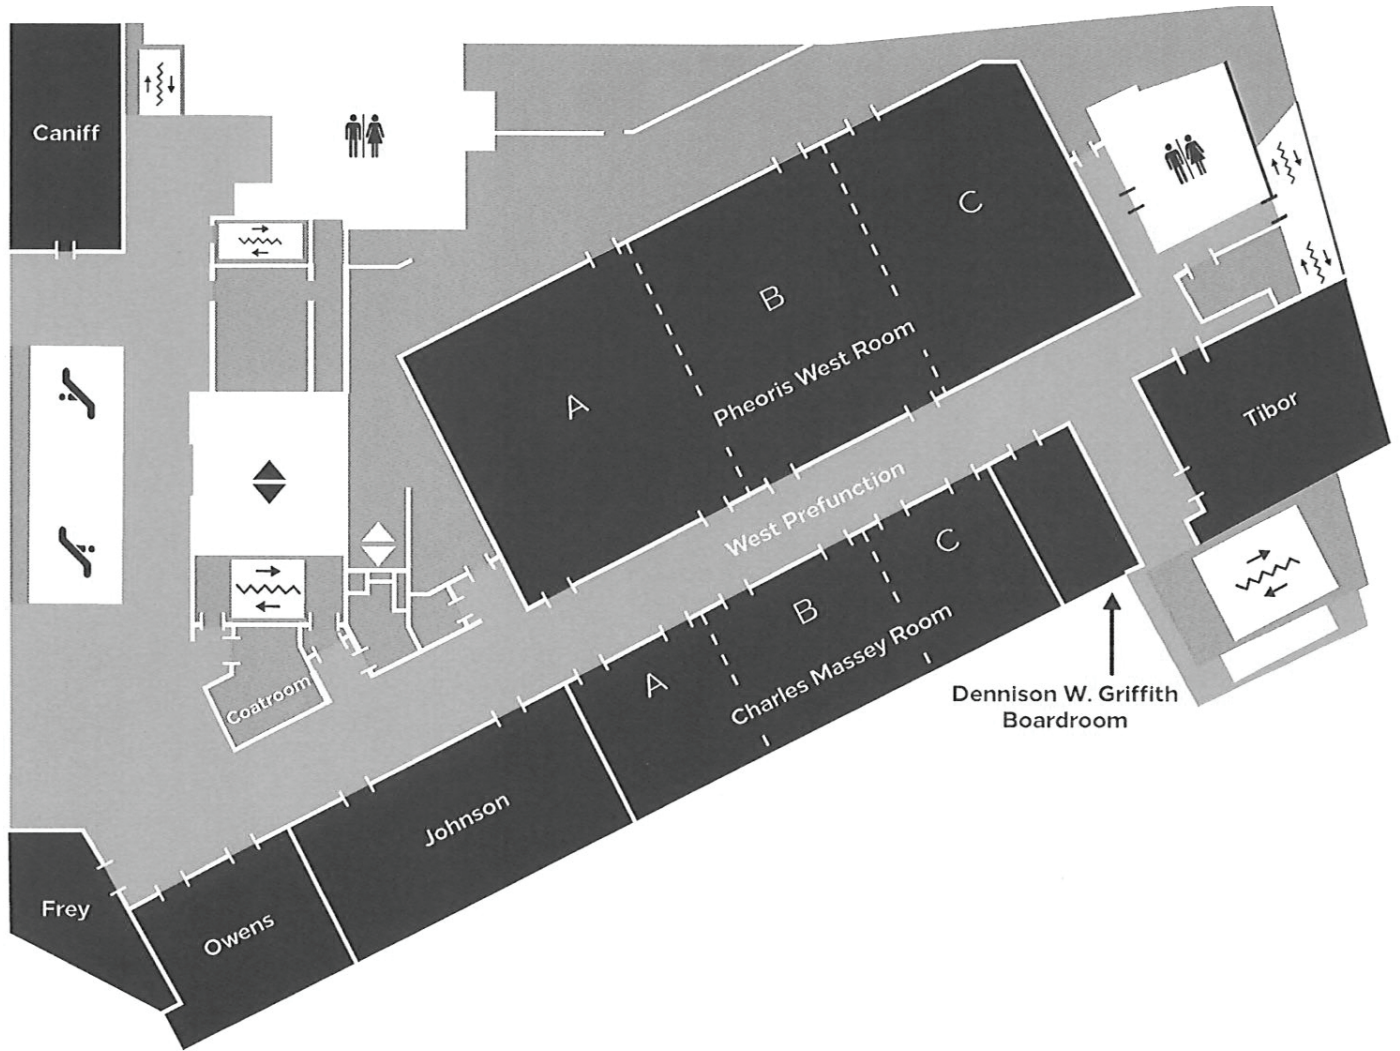 Caniff
C
B
Pheoris West Room
A
Tibor
West Prefunction
C
B
Charles Massey Room
A
Dennison W. Griffith
Boardroom
Coatroom
Johnson
Frey
Owens